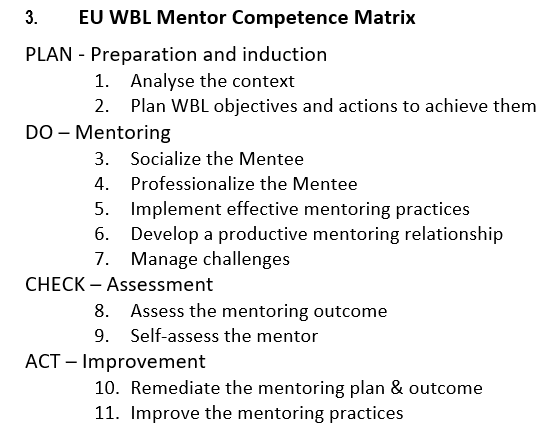 3. EU WBL Mentor Competence Matrix
PLAN - Preparation and induction
1. Analyse the context
2. Plan WBL objectives and actions to achieve them
DO – Mentoring
3. Socialize the Mentee
4. Professionalize the Mentee
5. Implement effective mentoring practices
6. Develop a productive mentoring relationship
7. Manage challenges
CHECK – Assessment
8. Assess the mentoring outcome
9. Self-assess the mentor
ACT – Improvement
10. Remediate the mentoring plan & outcome
11. Improve the mentoring practices